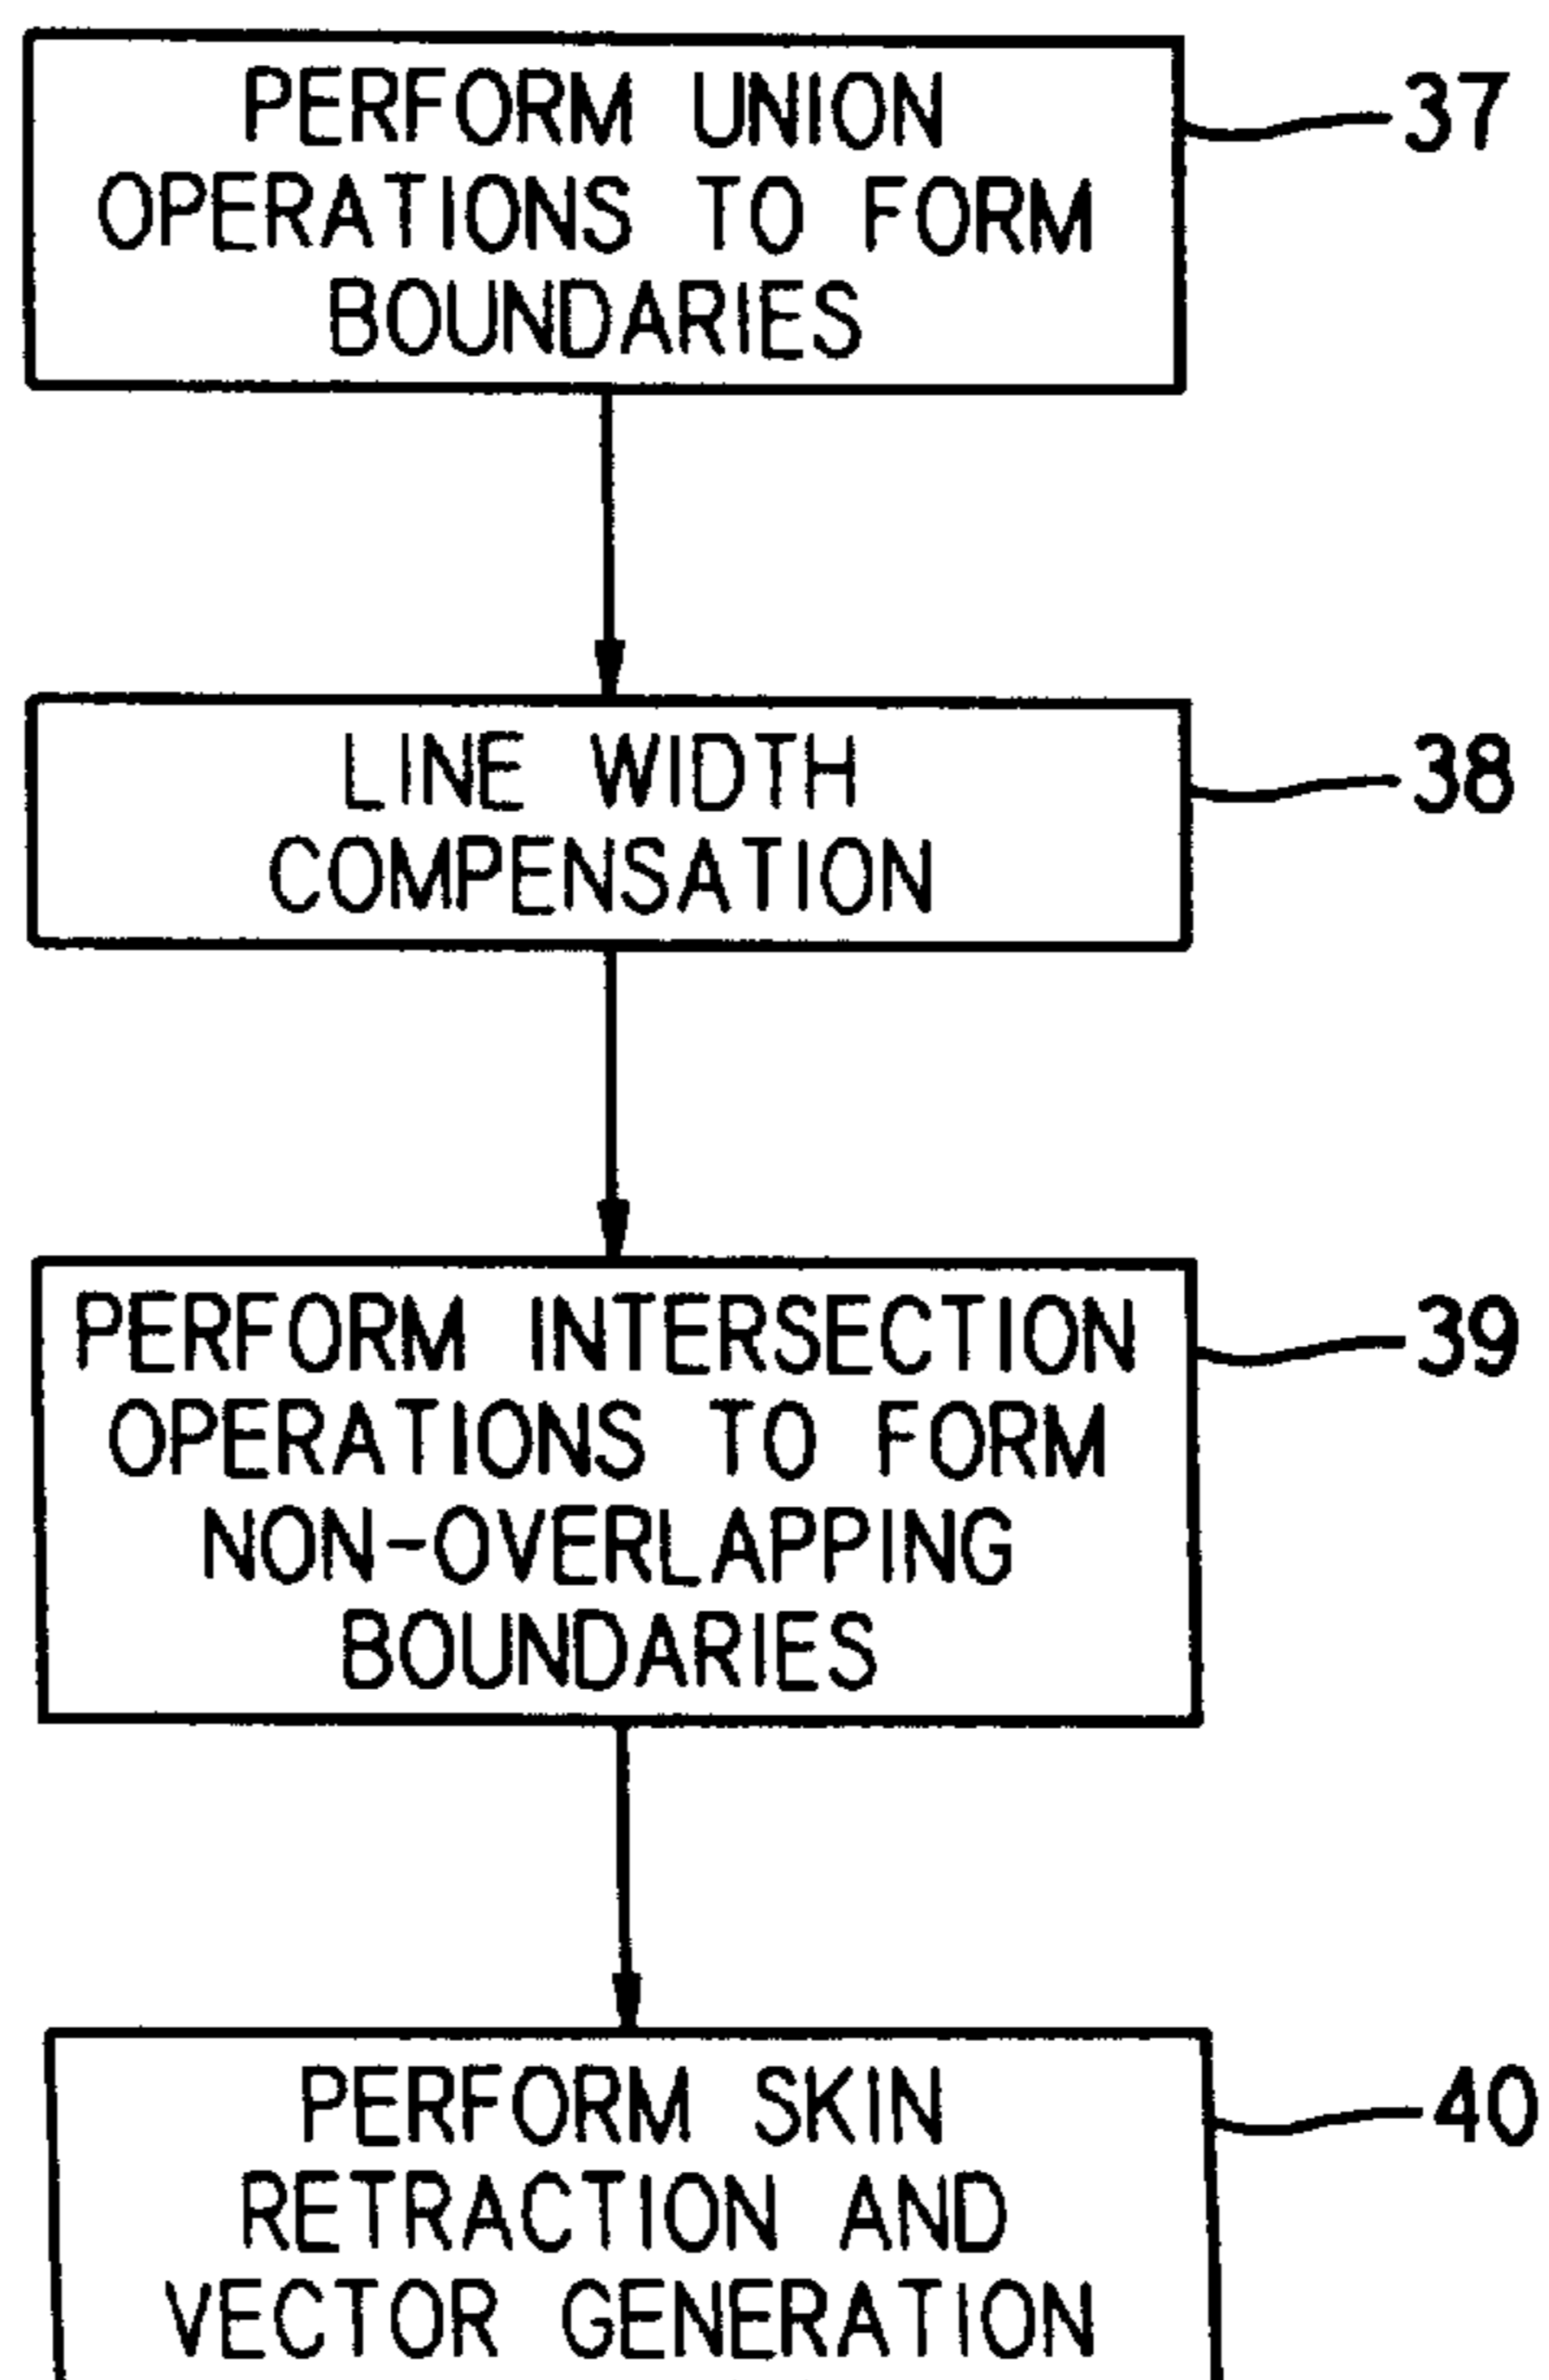 PERFORM UNION
OPERATIONS TO FORM
BOUNDARIES
37
LINE WIDTH
COMPENSATION
38
PERFORM INTERSECTION
OPERATIONS TO FORM
NON-OVERLAPPING
BOUNDARIES
39
PERFORM SKIN
RETRACTION AND
VECTOR GENERATION
40